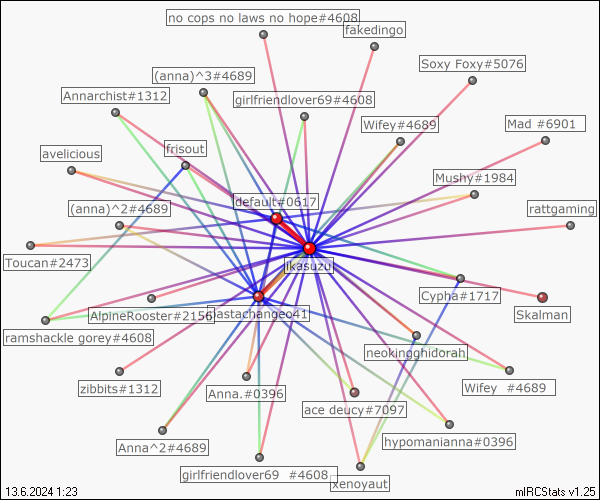 no cops no laws no hope#4608
fakedingo
Soxy Foxy#5076
(anna)^3#4689
Annarchist#1312
girlfriendlover69#4608
Wifey#4689
Mad #6901
avelicious
frisout
Mushy#1984
default#0617
(anna)^2#4689
rattgaming
Toucan#2473
Cypha#1717
AlpineRooster#2156
Skalman
ramshackle gorey#4608
neokingghidorah
zibbits#1312
Anna.#0396
Wifey #4689
ace deucy#7097
Anna^2#4689
hypomanianna#0396
girlfriendlover69 #4608
xenoyaut
13.6.2024 1:23
mIRCStats v1.25